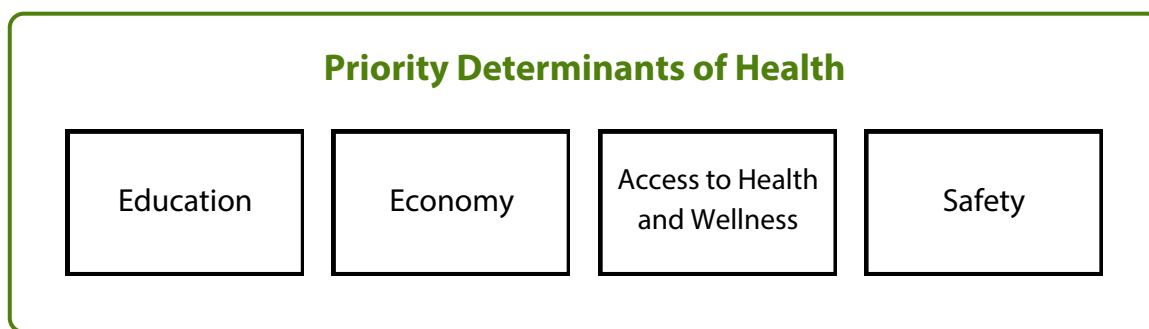 Priority Determinants of Health
Education
Economy
Access to Health
and Wellness
Safety